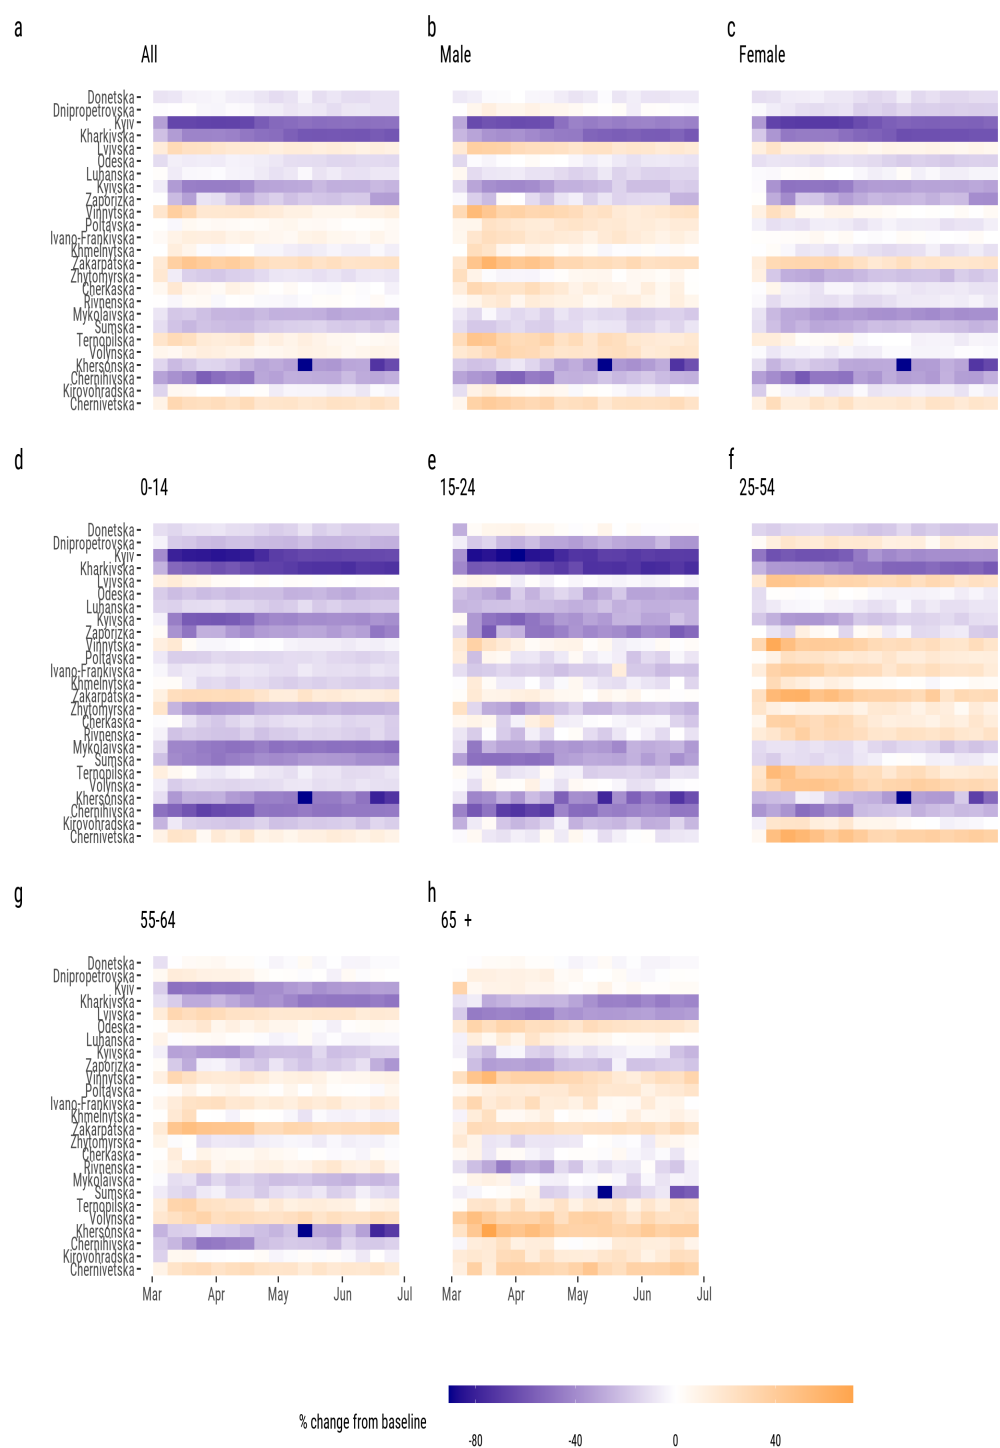 a
All
b
Male
c
Female
Donetska
Dnipropetrovska
Kyiv
Kharkivska
Lvivska
Odeska
Luhanska
Kyivska
Zaporizka
Vinnytska
Poltavska
Ivano-Frankivska
Khmelnytska
Zakarpatska
Zhytomyrska
Cherkaska
Rivnenska
Mykolaivska
Sumska
Ternopilska
Volynska
Khersonska
Chernihivska
Kirovohradska
Chernivetska
d
0-14
e
15-24
f
25-54
Donetska
Dnipropetrovska
Kyiv
Kharkivska
Lvivska
Odeska
Luhanska
Kyivska
Zaporizka
Vinnytska
Poltavska
Ivano-Frankivska
Khmelnytska
Zakarpatska
Zhytomyrska
Cherkaska
Rivnenska
Mykolaivska
Sumska
Ternopilska
Volynska
Khersonska
Chernihivska
Kirovohradska
Chernivetska
g
55-64
h
65 +
Donetska
Dnipropetrovska
Kyiv
Kharkivska
Lvivska
Odeska
Luhanska
Kyivska
Zaporizka
Vinnytska
Poltavska
Ivano-Frankivska
Khmelnytska
Zakarpatska
Zhytomyrska
Cherkaska
Rivnenska
Mykolaivska
Sumska
Ternopilska
Volynska
Khersonska
Chernihivska
Kirovohradska
Chernivetska
Mar Apr May Jun Jul
Mar Apr May Jun Jul
% change from baseline
-80 -40 0 40